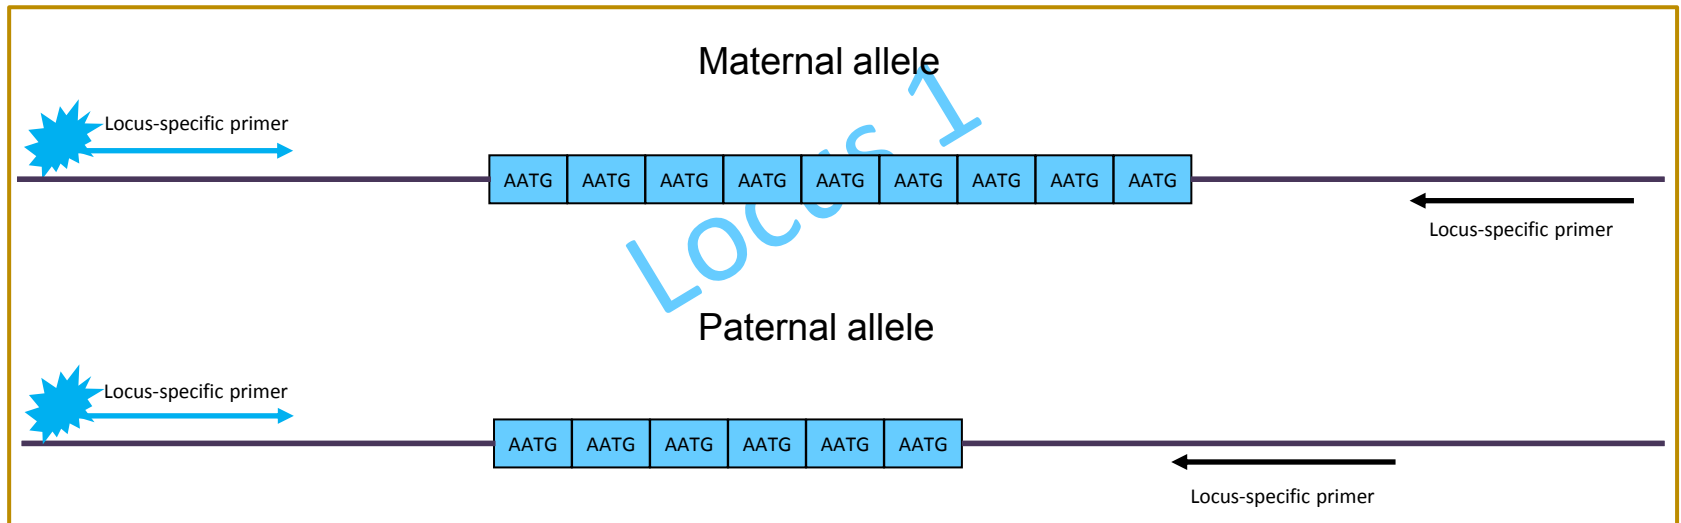 Maternal allele
Locus 1
Locus-specific primer
AATG AATG AATG AATG AATG AATG AATG AATG AATG
Locus-specific primer
Paternal allele
Locus-specific primer
AATG AATG AATG AATG AATG AATG
Locus-specific primer